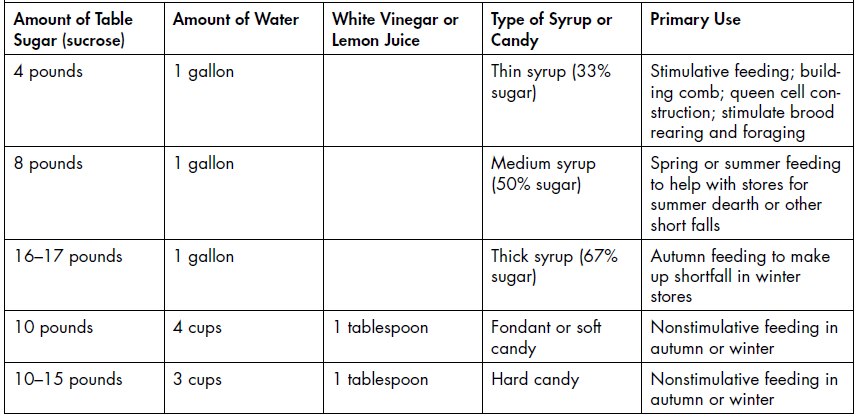 Amount of Table
Sugar (sucrose)
Amount of Water
White Vinegar or
Lemon Juice
Type of Syrup or
Candy
Primary Use
4 pounds
1 gallon
Thin syrup (33%
sugar)
Stimulative feeding; build-
ing comb; queen cell con-
struction; stimulate brood
rearing and foraging
8 pounds
1 gallon
Medium syrup
(50% sugar)
Spring or summer feeding
to help with stores for
summer dearth or other
short falls
16–17 pounds
1 gallon
Thick syrup (67%
sugar)
Autumn feeding to make
up shortfall in winter
stores
10 pounds
4 cups
1 tablespoon
Fondant or soft
candy
Nonstimulative feeding in
autumn or winter
10–15 pounds
3 cups
1 tablespoon
Hard candy
Nonstimulative feeding in
autumn or winter